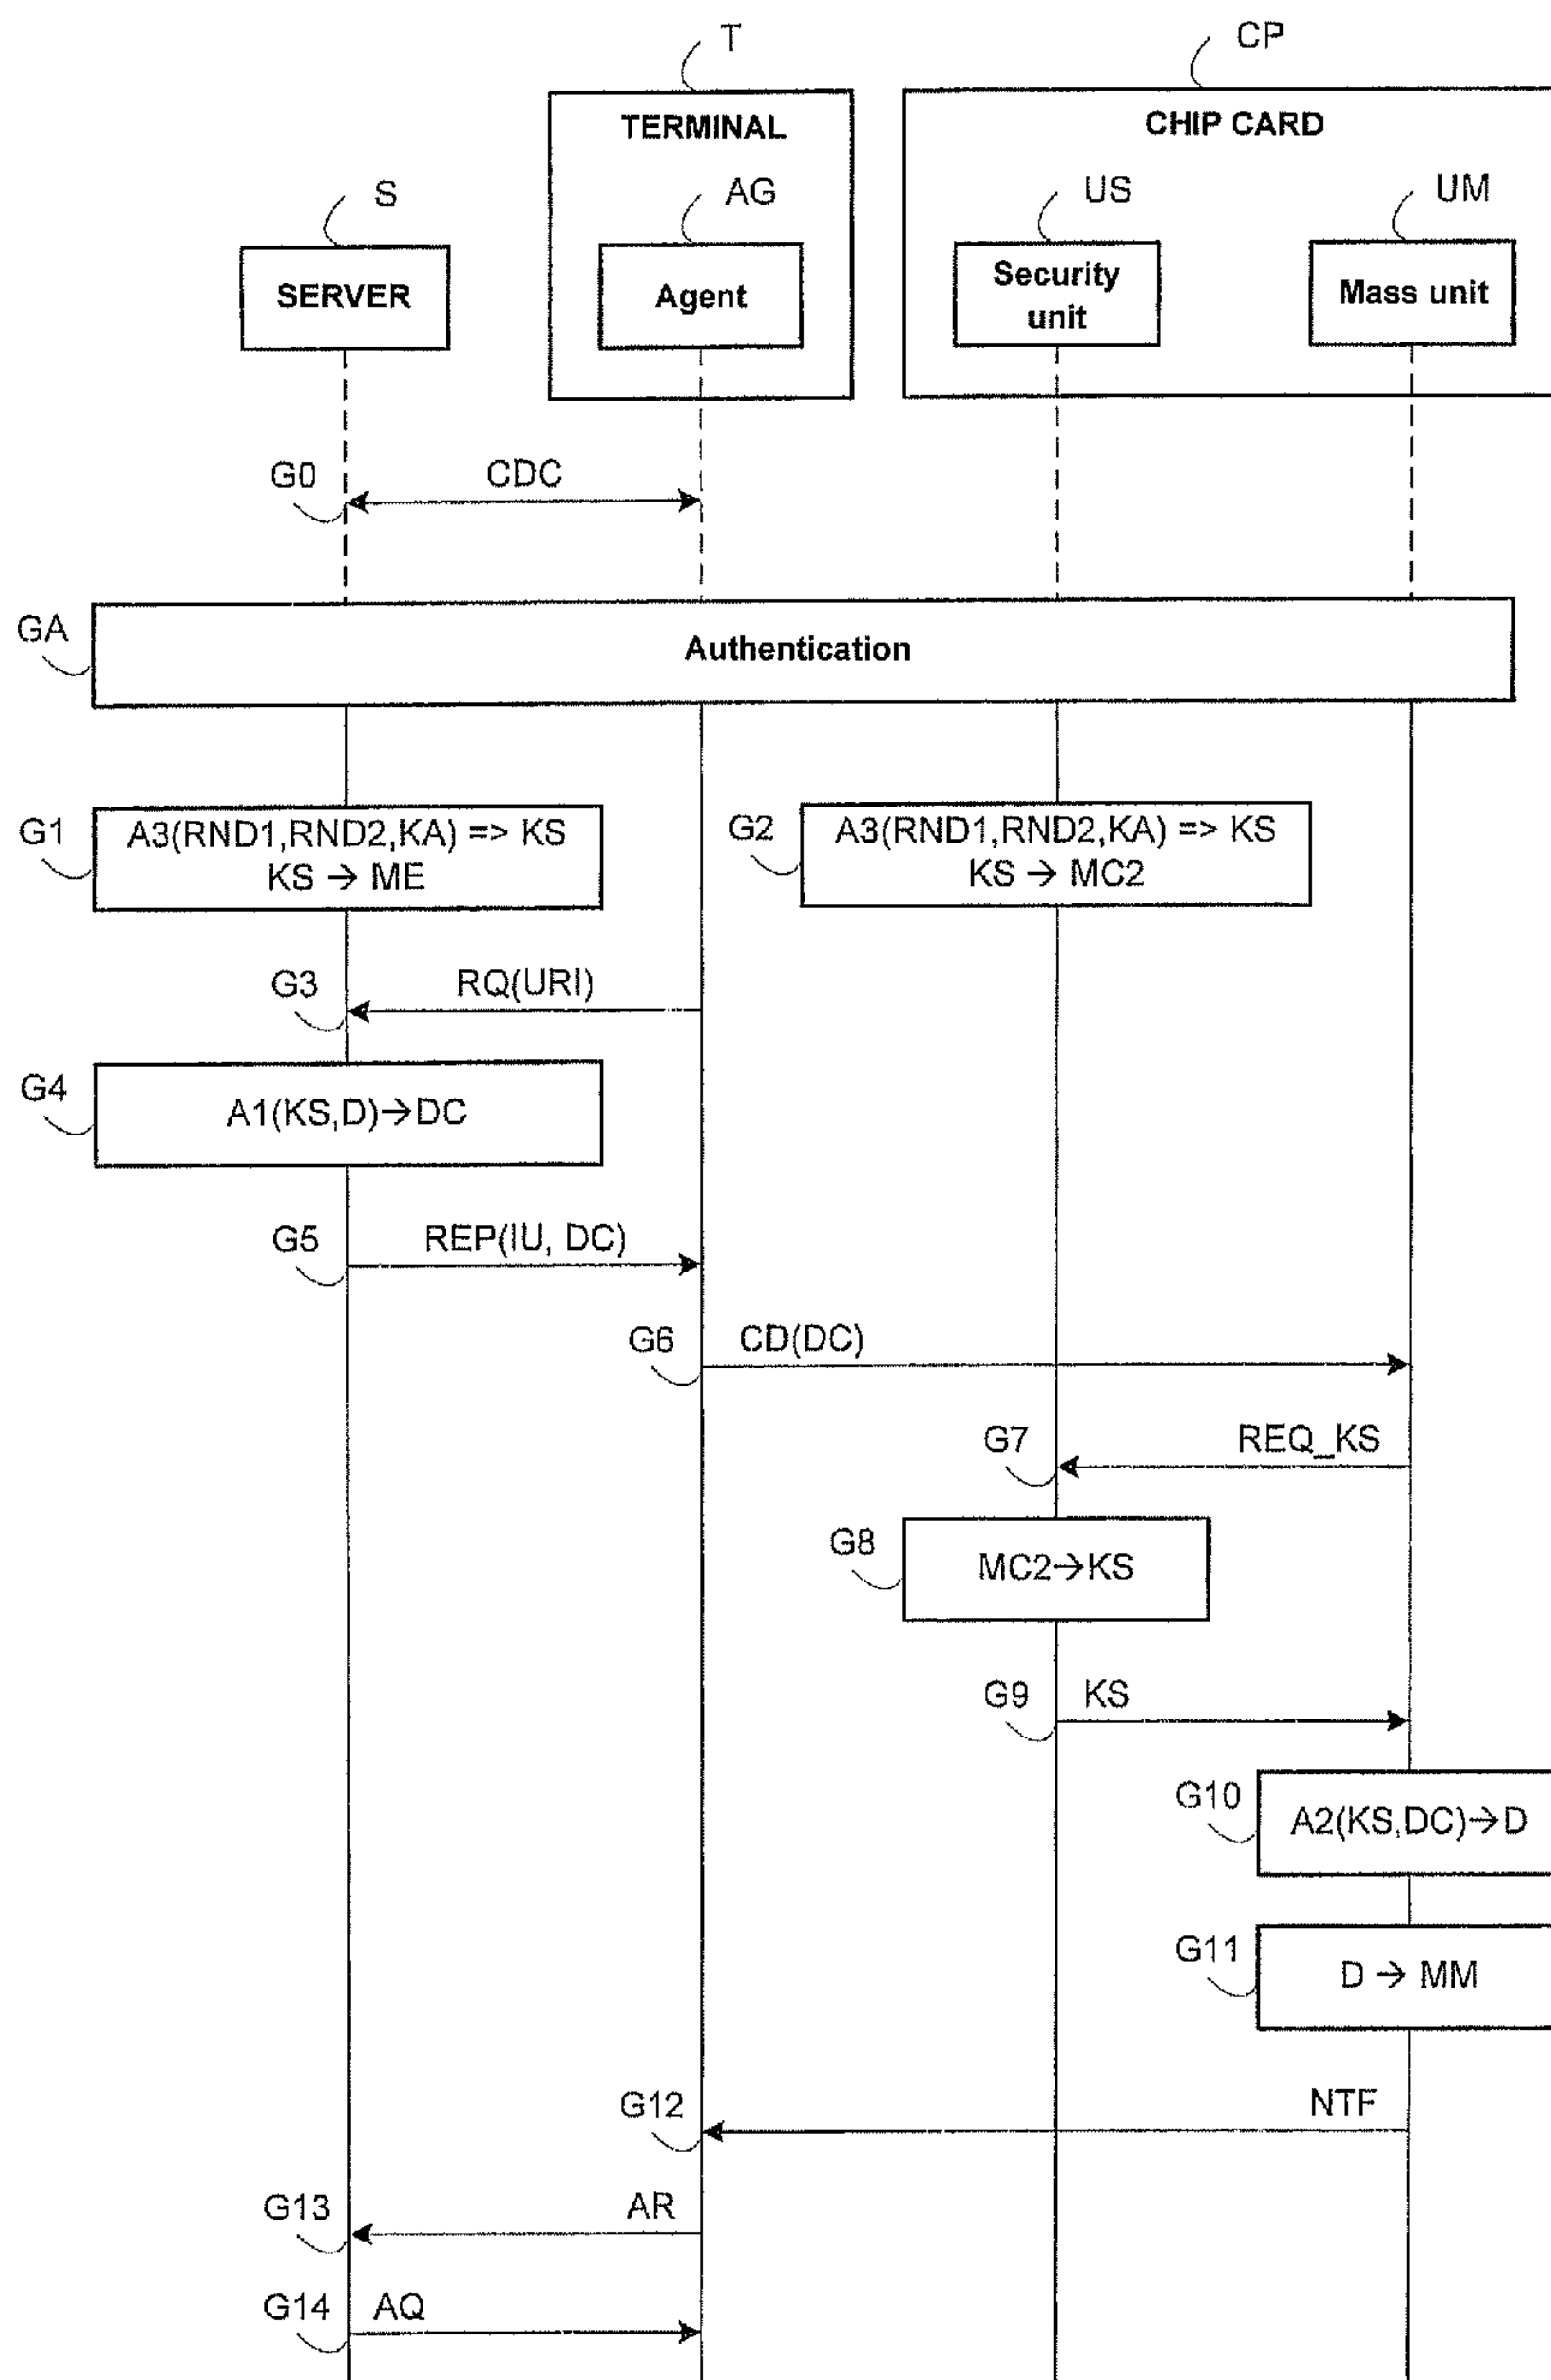 T
CP
TERMINAL
CHIP CARD
S
AG
US
UM
SERVER
Agent
Security
unit
Mass unit
G0
CDC
GA
Authentication
G1
A3(RND1,RND2,KA) => KS
KS → ME
G2
A3(RND1,RND2,KA) => KS
KS → MC2
G3
RQ(URI)
G4
A1(KS,D)→DC
G5
REP(IU, DC)
G6
CD(DC)
G7
REQ_KS
G8
MC2→KS
G9
KS
G10
A2(KS,DC)→D
G11
D → MM
G12
NTF
G13
AR
G14
AQ